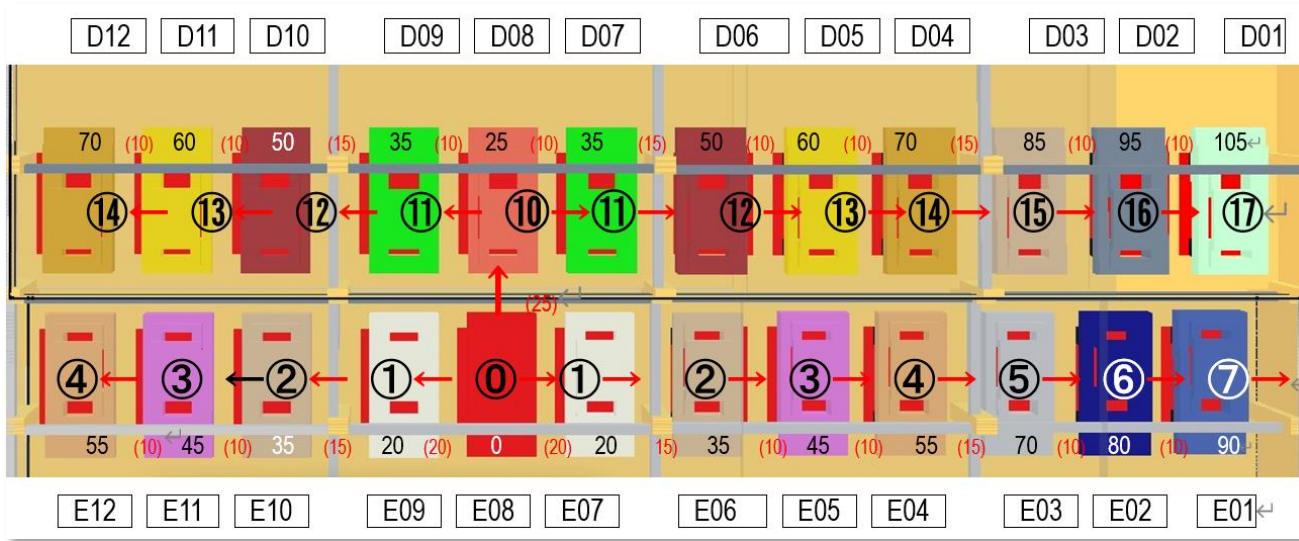 D12 D11 D10 D09 D08 D07 D06 D05 D04 D03 D02 D01
70 (10) 60 (10) 50 (15) 35 (10) 25 (10) 35 (15) 50 (10) 60 (10) 70 (15) 85 (10) 95 (10) 105↵
⑭ ⑬ ⑫ ⑪ ⑩ ⑪ ⑫ ⑬ ⑭ ⑮ ⑯ ⑰↵
(25)↵
④ ③ ② ① ⓪ ① ② ③ ④ ⑤ ⑥ ⑦
55 (10) 45 (10) 35 (15) 20 (20) 0 (20) 20 15) 35 (10) 45 (10) 55 (15) 70 (10) 80 (10) 90
E12 E11 E10 E09 E08 E07 E06 E05 E04 E03 E02 E01↵